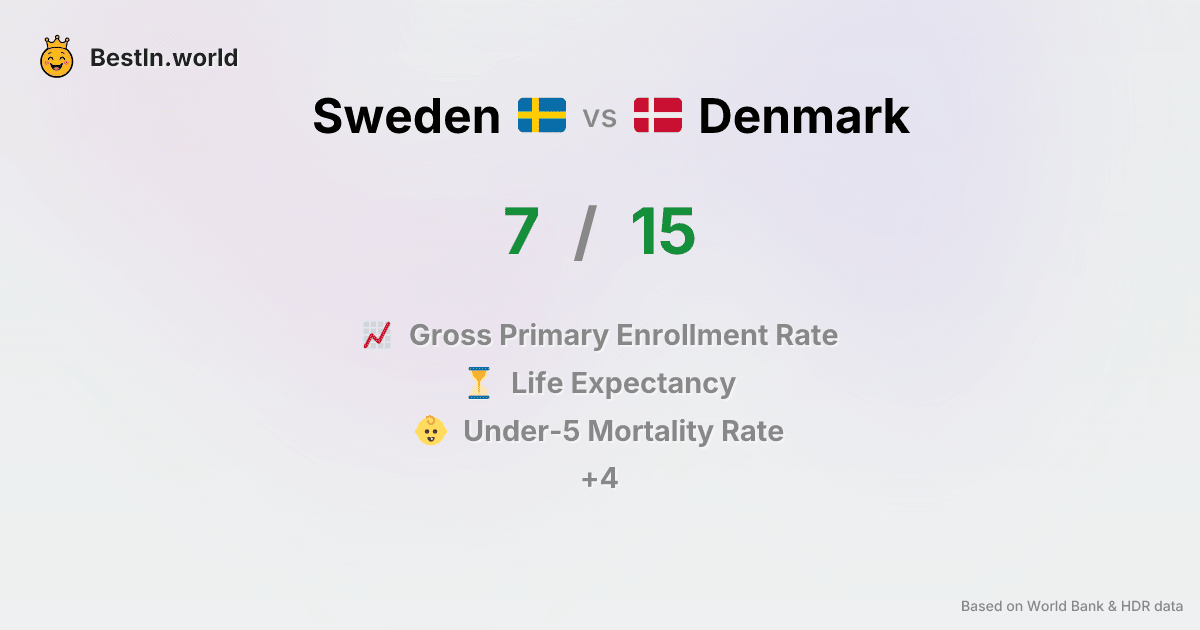 BestIn.world
Sweden vs Denmark
7 / 15
Gross Primary Enrollment Rate
Life Expectancy
Under-5 Mortality Rate
+4
Based on World Bank & HDR data